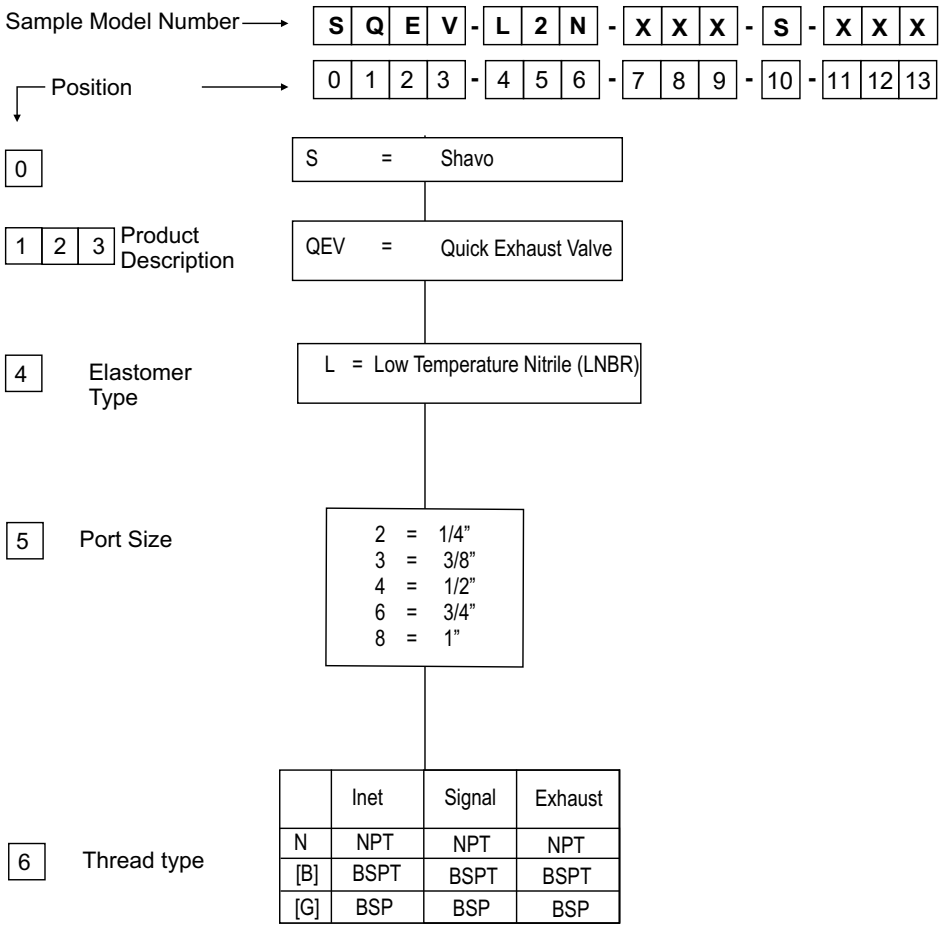 Sample Model Number S Q E V - L 2 N - X X X - S - X X X
Position 0 1 2 3 - 4 5 6 - 7 8 9 - 10 - 11 12 13
0 S = Shavo
1 2 3 Product Description QEV = Quick Exhaust Valve
4 Elastomer Type L = Low Temperature Nitrile (LNBR)
5 Port Size
2 = 1/4”
3 = 3/8”
4 = 1/2”
6 = 3/4”
8 = 1”
6 Thread type
Inet Signal Exhaust
N NPT NPT NPT
[B] BSPT BSPT BSPT
[G] BSP BSP BSP